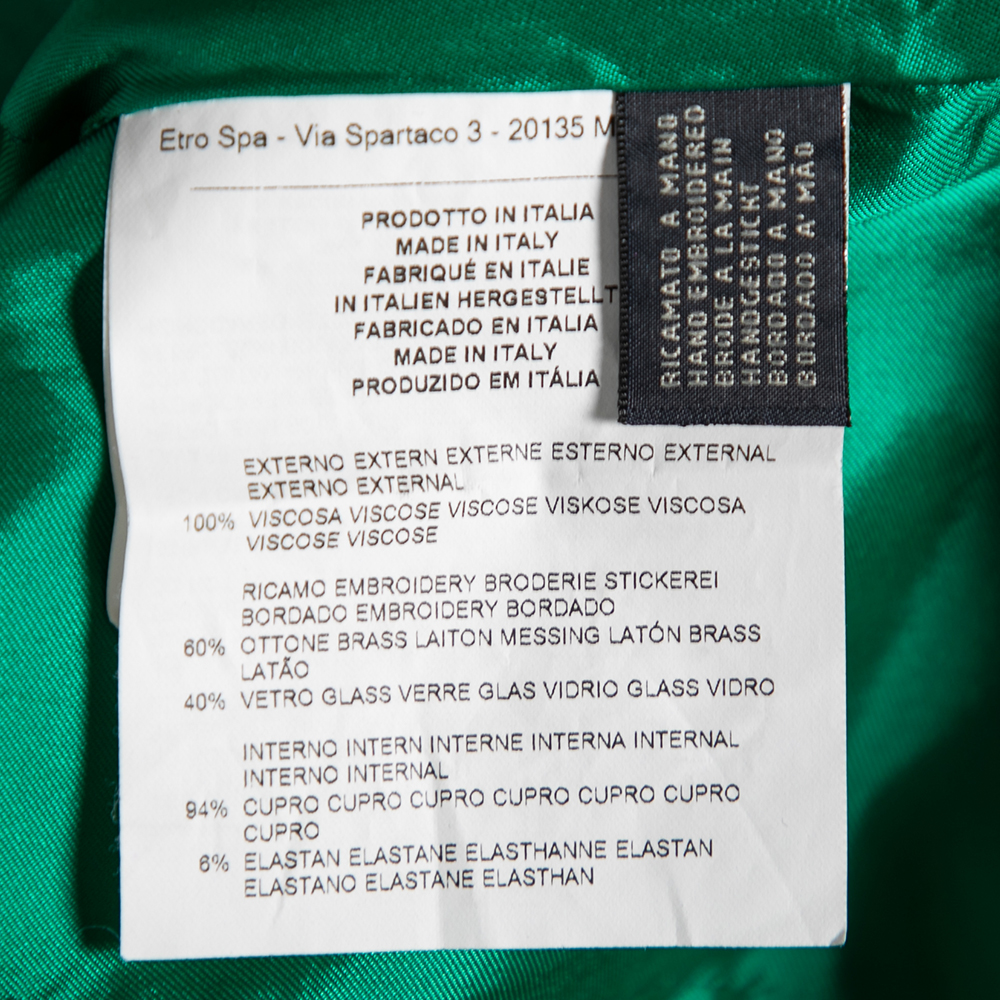 Etro Spa - Via Spartaco 3 - 20135 M
PRODOTTO IN ITALIA
MADE IN ITALY
FABRIQUÉ EN ITALIE
IN ITALIEN HERGESTELLT
FABRICADO EN ITALIA
MADE IN ITALY
PRODUZIDO EM ITÁLIA
RICAMATO A MANO
HAND EMBROIDERED
BRODE A LA MAIN
HANDGESTICKT
BORDADO A MANO
BORDADO A' MÃO
EXTERNO EXTERN EXTERNE ESTERNO EXTERNAL
EXTERNO EXTERNAL
100% VISCOSA VISCOSE VISCOSE VISKOSE VISCOSA
VISCOSE VISCOSE
RICAMO EMBROIDERY BRODERIE STICKEREI
BORDADO EMBROIDERY BORDADO
60% OTTONE BRASS LAITON MESSING LATÓN BRASS
LATÃO
40% VETRO GLASS VERRE GLAS VIDRIO GLASS VIDRO
INTERNO INTERN INTERNE INTERNA INTERNAL
INTERNO INTERNAL
94% CUPRO CUPRO CUPRO CUPRO CUPRO CUPRO
CUPRO
6% ELASTAN ELASTANE ELASTHANNE ELASTAN
ELASTANO ELASTANE ELASTHAN